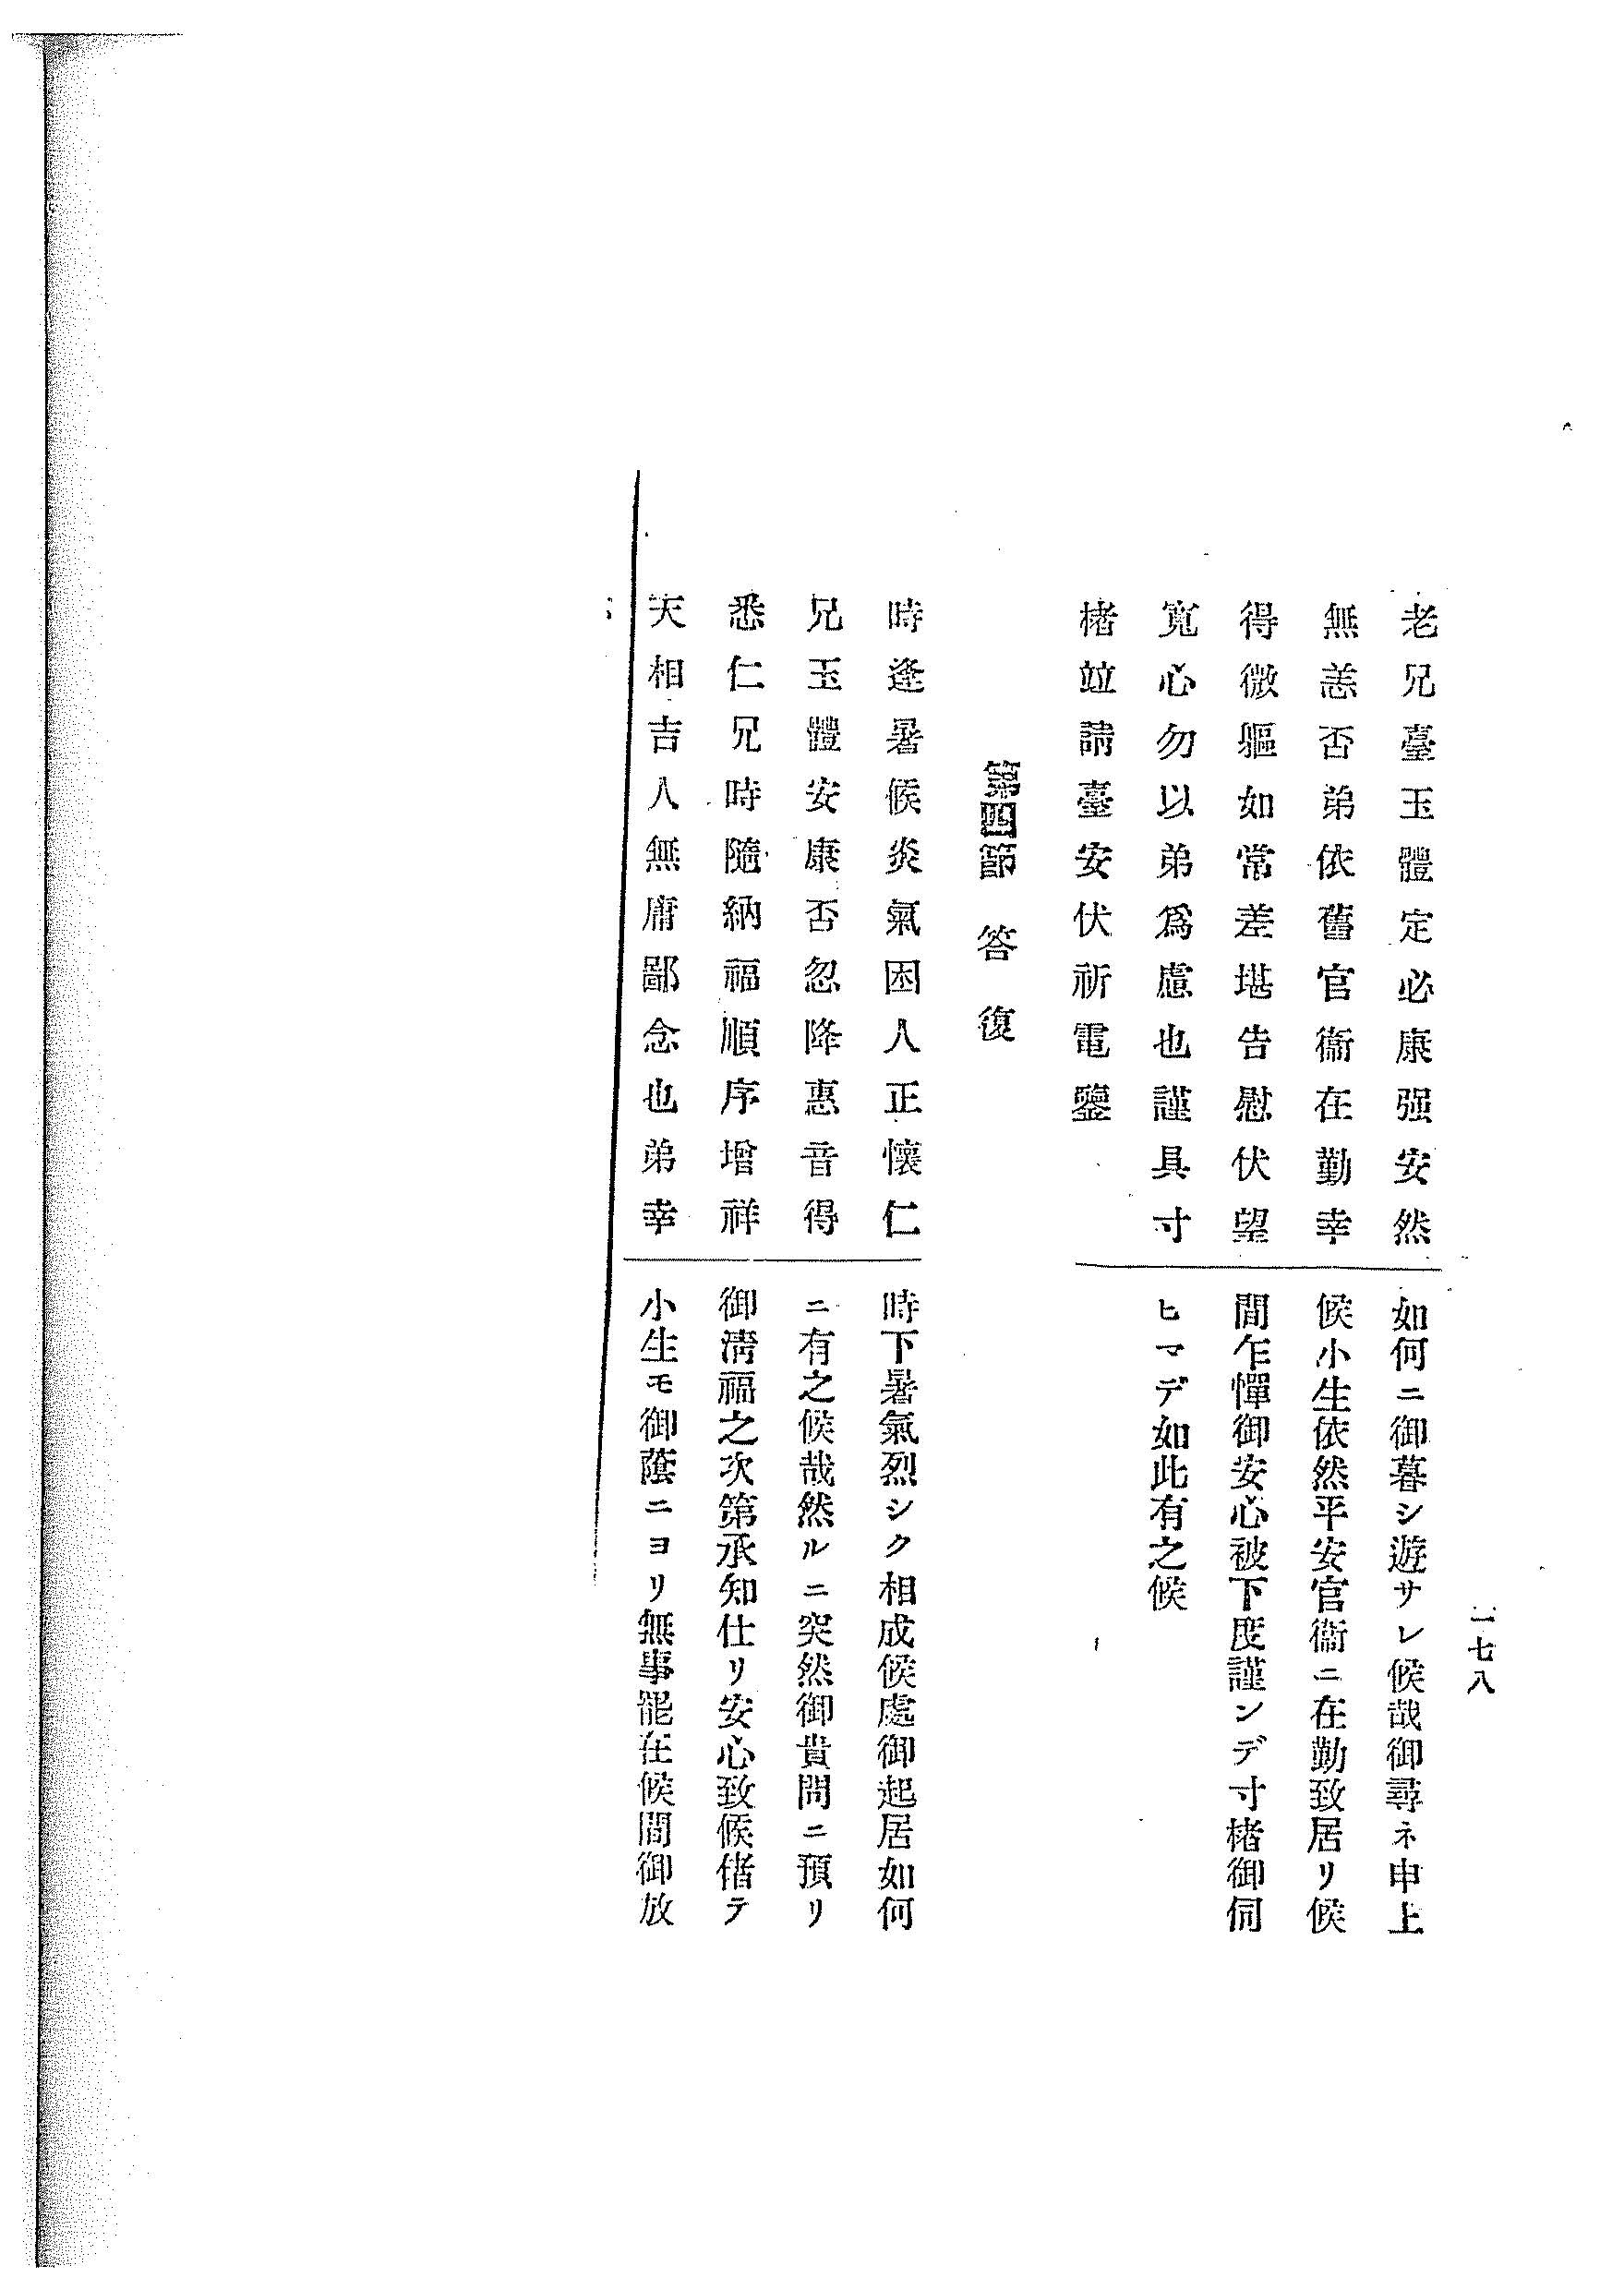 一七八
老兄臺玉體定必康强安然
無恙否弟依舊官衙在勤幸
得微軀如常差堪告慰伏望
寬心勿以弟爲慮也謹具寸
楮竝請臺安伏祈電鑒
如何ニ御暮シ遊サレ候哉御尋ネ申上
候小生依然平安官衙ニ在勤致居リ候
間乍憚御安心被下度謹ンデ寸楮御伺
ヒマデ如此有之候
第四節 答復
時逢暑候炎氣困人正懷仁
兄玉體安康否忽降惠音得
悉仁兄時隨納福順序增祥
天相吉人無庸鄙念也弟幸
時下暑氣烈シク相成候處御起居如何
ニ有之候哉然ルニ突然御貴問ニ預リ
御淸福之次第承知仕リ安心致候偖テ
小生モ御蔭ニヨリ無事罷在候間御放